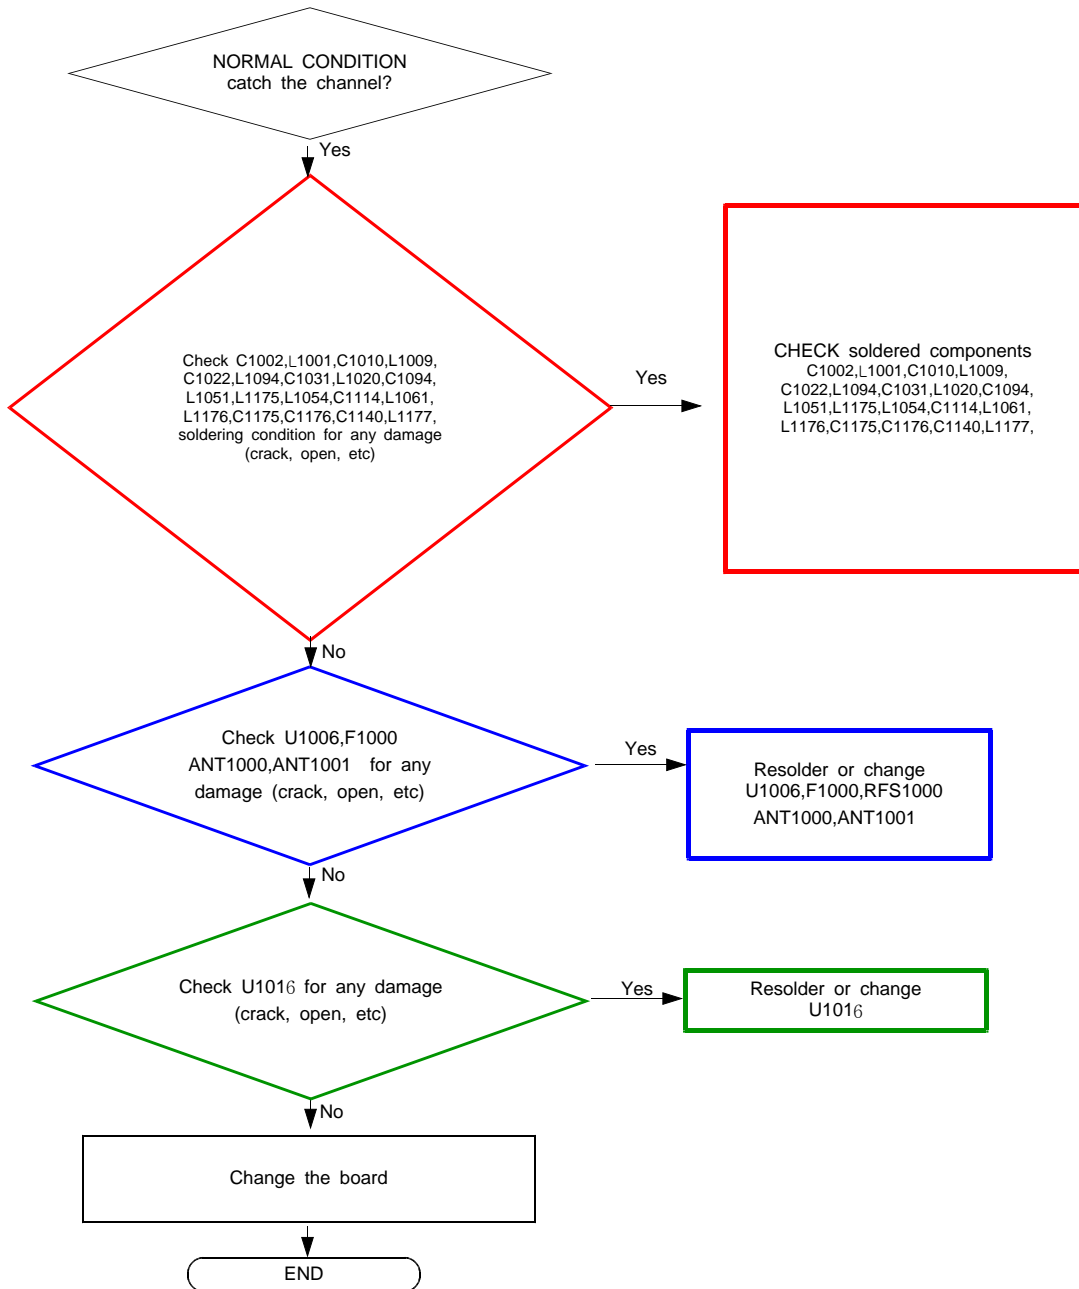 NORMAL CONDITION
catch the channel?
Yes
Check C1002,L1001,C1010,L1009,
C1022,L1094,C1031,L1020,C1094,
L1051,L1175,L1054,C1114,L1061,
L1176,C1175,C1176,C1140,L1177,
soldering condition for any damage
(crack, open, etc)
Yes
CHECK soldered components
C1002,L1001,C1010,L1009,
C1022,L1094,C1031,L1020,C1094,
L1051,L1175,L1054,C1114,L1061,
L1176,C1175,C1176,C1140,L1177,
No
Check U1006,F1000
ANT1000,ANT1001 for any
damage (crack, open, etc)
Yes
Resolder or change
U1006,F1000,RFS1000
ANT1000,ANT1001
No
Check U1016 for any damage
(crack, open, etc)
Yes
Resolder or change
U1016
No
Change the board
END